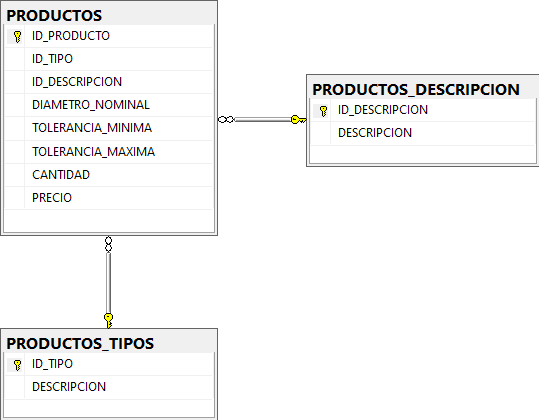 PRODUCTOS
ID_PRODUCTO
ID_TIPO
ID_DESCRIPCION
DIAMETRO_NOMINAL
TOLERANCIA_MINIMA
TOLERANCIA_MAXIMA
CANTIDAD
PRECIO
PRODUCTOS_DESCRIPCION
ID_DESCRIPCION
DESCRIPCION
PRODUCTOS_TIPOS
ID_TIPO
DESCRIPCION